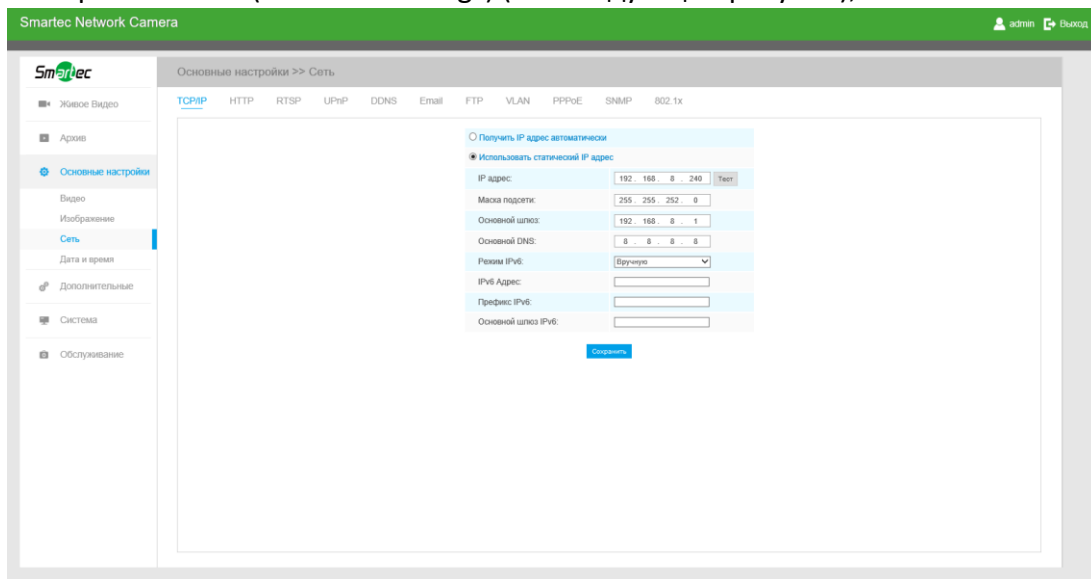 Smartec Network Camera
admin Выход
Smartec
Основные настройки >> Сеть
Живое Видео
Архив
Основные настройки
Видео
Изображение
Сеть
Дата и время
Дополнительные
Система
Обслуживание
TCP/IP HTTP RTSP UPnP DDNS Email FTP VLAN PPPoE SNMP 802.1x
Получить IP адрес автоматически
Использовать статический IP адрес
IP адрес: 192. 168. 8 . 240 Тест
Маска подсети: 255. 255. 252. 0
Основной шлюз: 192. 168. 8 . 1
Основной DNS: 8 . 8 . 8 . 8
Режим IPv6: Вручную
IPv6 Адрес:
Префикс IPv6:
Основной шлюз IPv6:
Сохранить